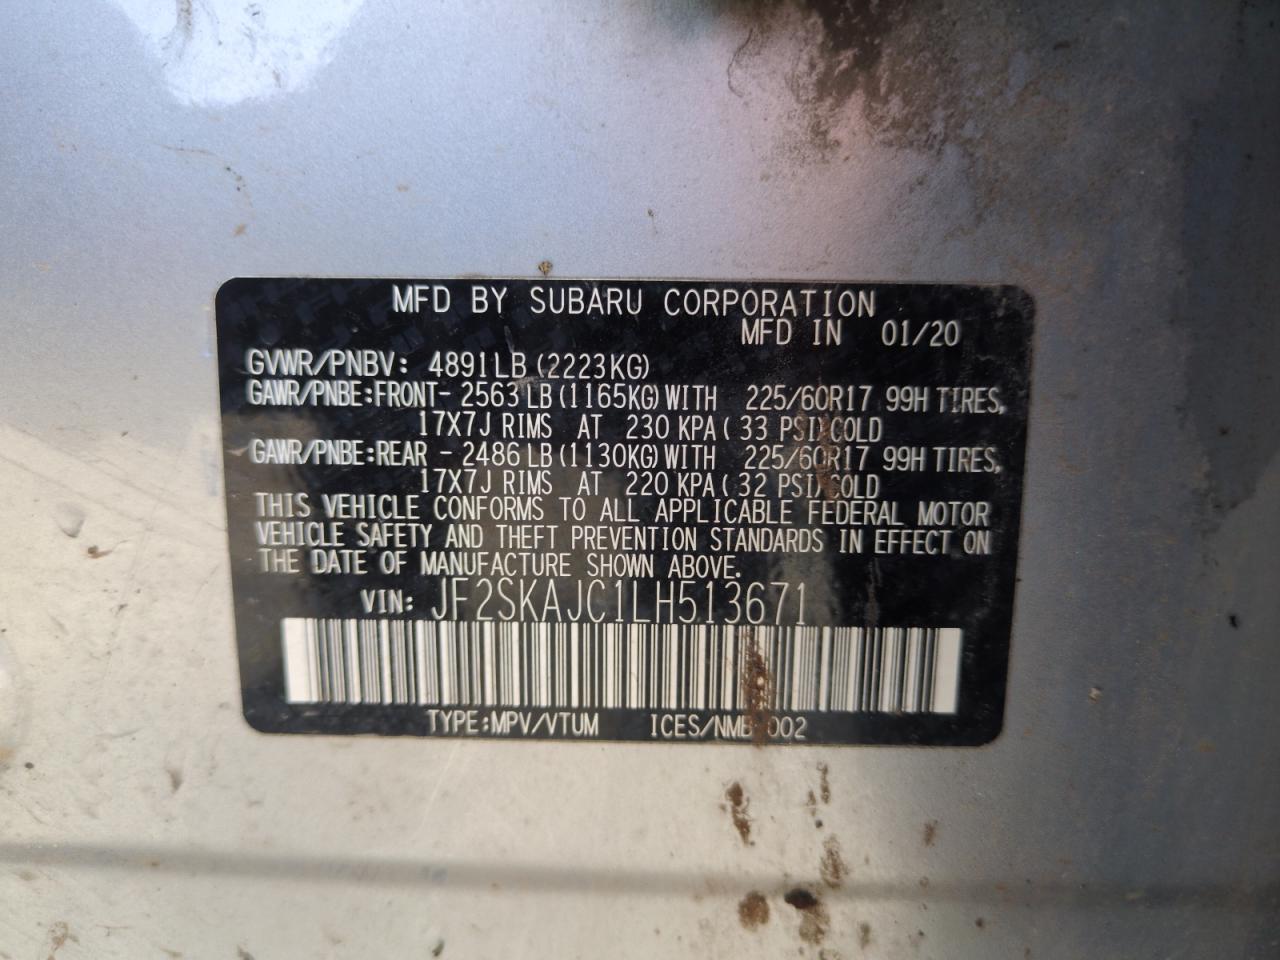 MFD BY SUBARU CORPORATION
MFD IN 01/20
GVWR/PNBV: 4891LB (2223KG)
GAWR/PNBE:FRONT- 2563 LB (1165KG) WITH 225/60R17 99H TIRES,
17X7J RIMS AT 230 KPA ( 33 PSI) COLD
GAWR/PNBE:REAR - 2486 LB (1130KG) WITH 225/60R17 99H TIRES,
17X7J RIMS AT 220 KPA ( 32 PSI) COLD
THIS VEHICLE CONFORMS TO ALL APPLICABLE FEDERAL MOTOR
VEHICLE SAFETY AND THEFT PREVENTION STANDARDS IN EFFECT ON
THE DATE OF MANUFACTURE SHOWN ABOVE.
VIN: JF2SKAJC1LH513671
TYPE:MPV/VTUM ICES/NMB-002